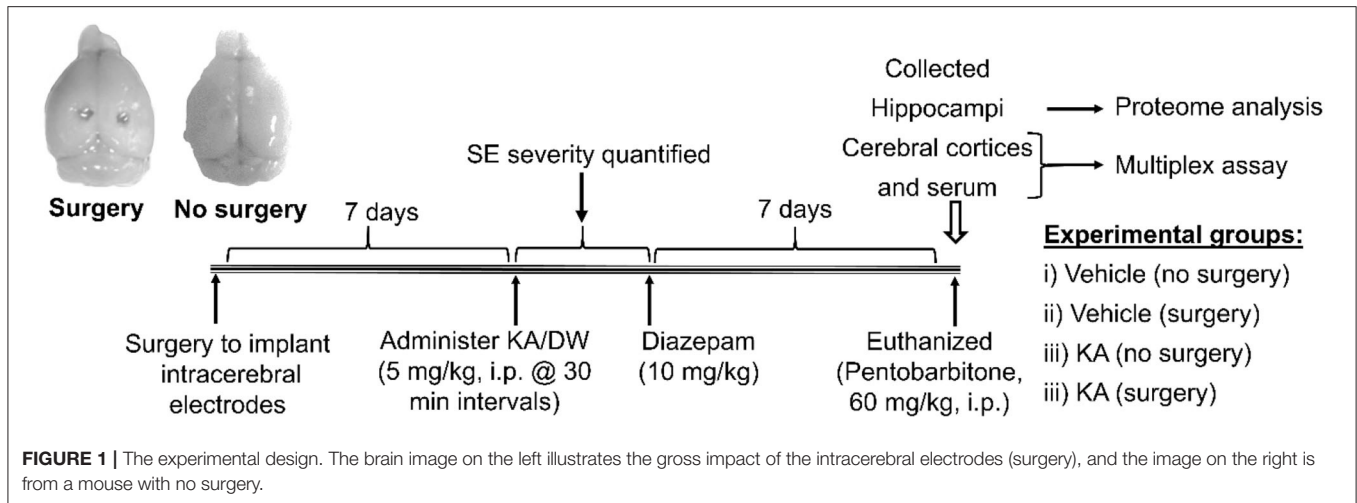 Surgery
No surgery
7 days
SE severity quantified
7 days
Collected
Hippocampi
Cerebral cortices
and serum
Proteome analysis
Multiplex assay
Surgery to implant
intracerebral
electrodes
Administer KA/DW
(5 mg/kg, i.p. @ 30
min intervals)
Diazepam
(10 mg/kg)
Euthanized
(Pentobarbitone,
60 mg/kg, i.p.)
Experimental groups:
i) Vehicle (no surgery)
ii) Vehicle (surgery)
iii) KA (no surgery)
iii) KA (surgery)
FIGURE 1 | The experimental design. The brain image on the left illustrates the gross impact of the intracerebral electrodes (surgery), and the image on the right is
from a mouse with no surgery.